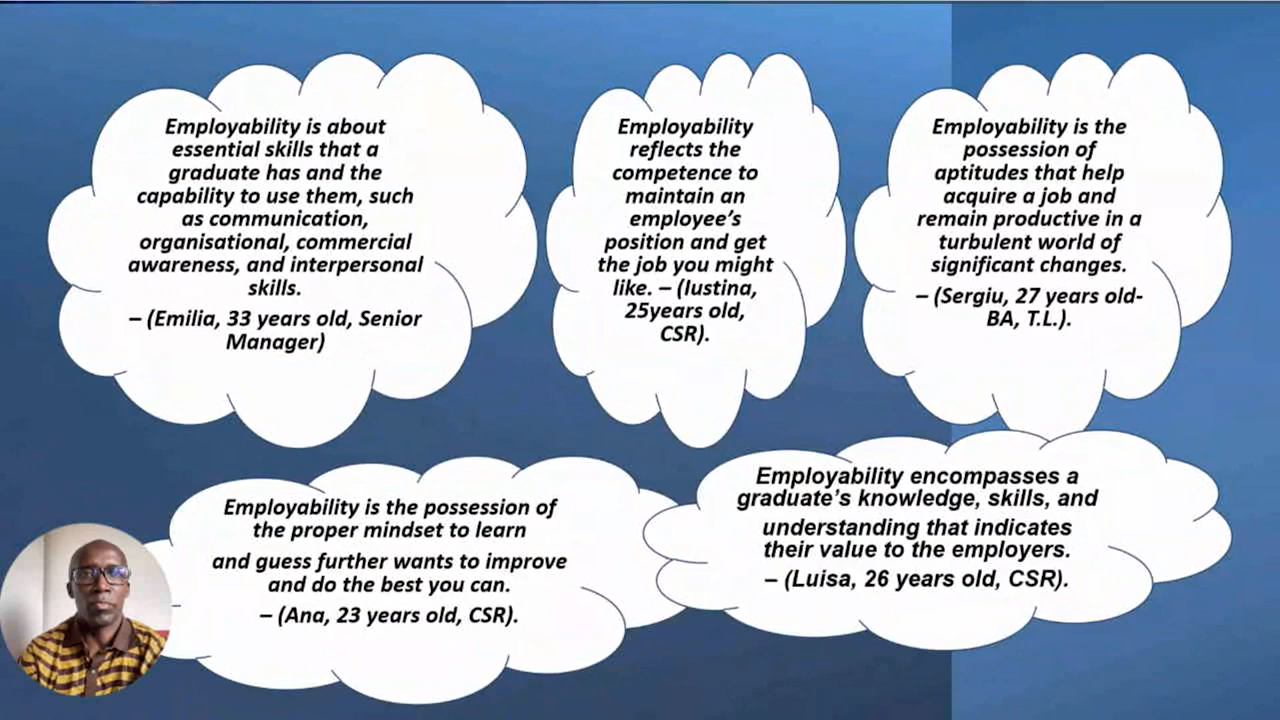 Employability is about
essential skills that a
graduate has and the
capability to use them, such
as communication,
organisational, commercial
awareness, and interpersonal
skills.
– (Emilia, 33 years old, Senior
Manager)
Employability
reflects the
competence to
maintain an
employee’s
position and get
the job you might
like. – (Iustina,
25years old,
CSR).
Employability is the
possession of
aptitudes that help
acquire a job and
remain productive in a
turbulent world of
significant changes.
– (Sergiu, 27 years old-
BA, T.L.).
Employability is the possession of
the proper mindset to learn
and guess further wants to improve
and do the best you can.
– (Ana, 23 years old, CSR).
Employability encompasses a
graduate’s knowledge, skills, and
understanding that indicates
their value to the employers.
– (Luisa, 26 years old, CSR).